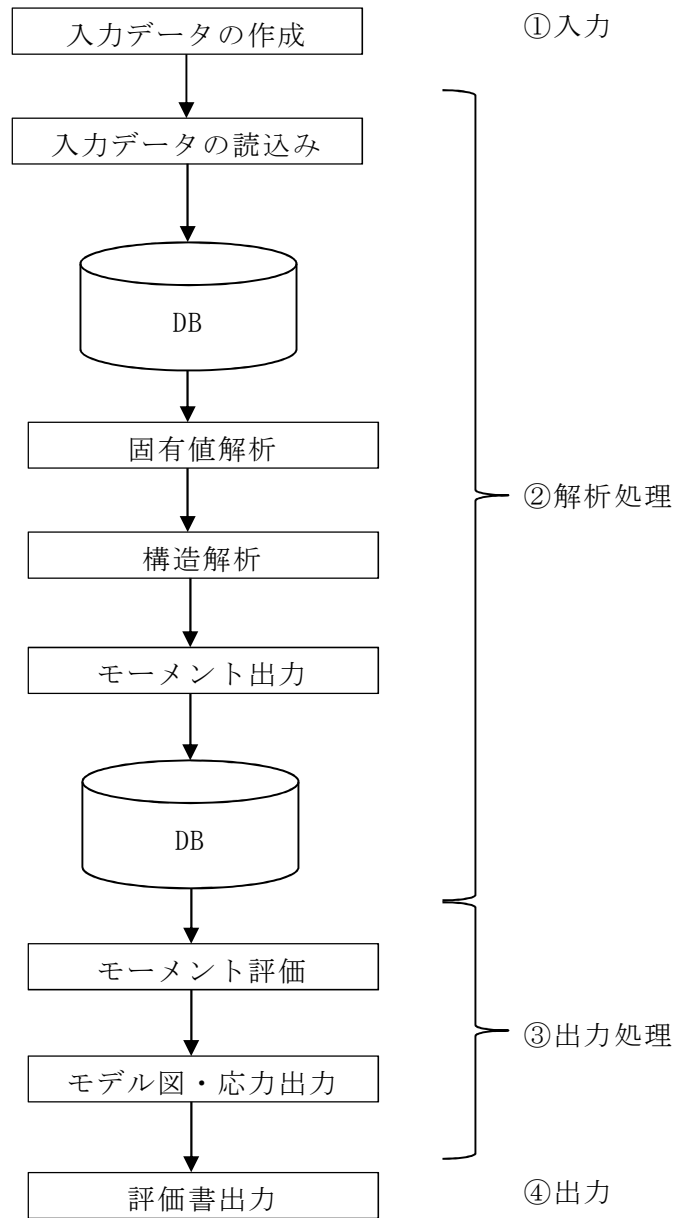 入力データの作成
①入力
入力データの読込み
DB
固有値解析
②解析処理
構造解析
モーメント出力
DB
モーメント評価
③出力処理
モデル図・応力出力
評価書出力
④出力